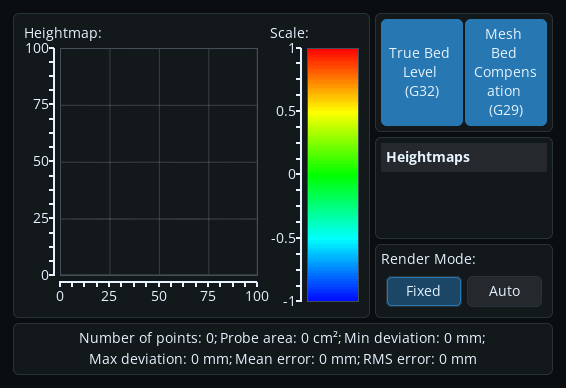 Heightmap:
100
75
50
25
0
0 25 50 75 100
Scale:
1
0.5
0
-0.5
-1
True Bed
Level
(G32)
Mesh
Bed
Compens
ation
(G29)
Heightmaps
Render Mode:
Fixed
Auto
Number of points: 0; Probe area: 0 cm²; Min deviation: 0 mm;
Max deviation: 0 mm; Mean error: 0 mm; RMS error: 0 mm